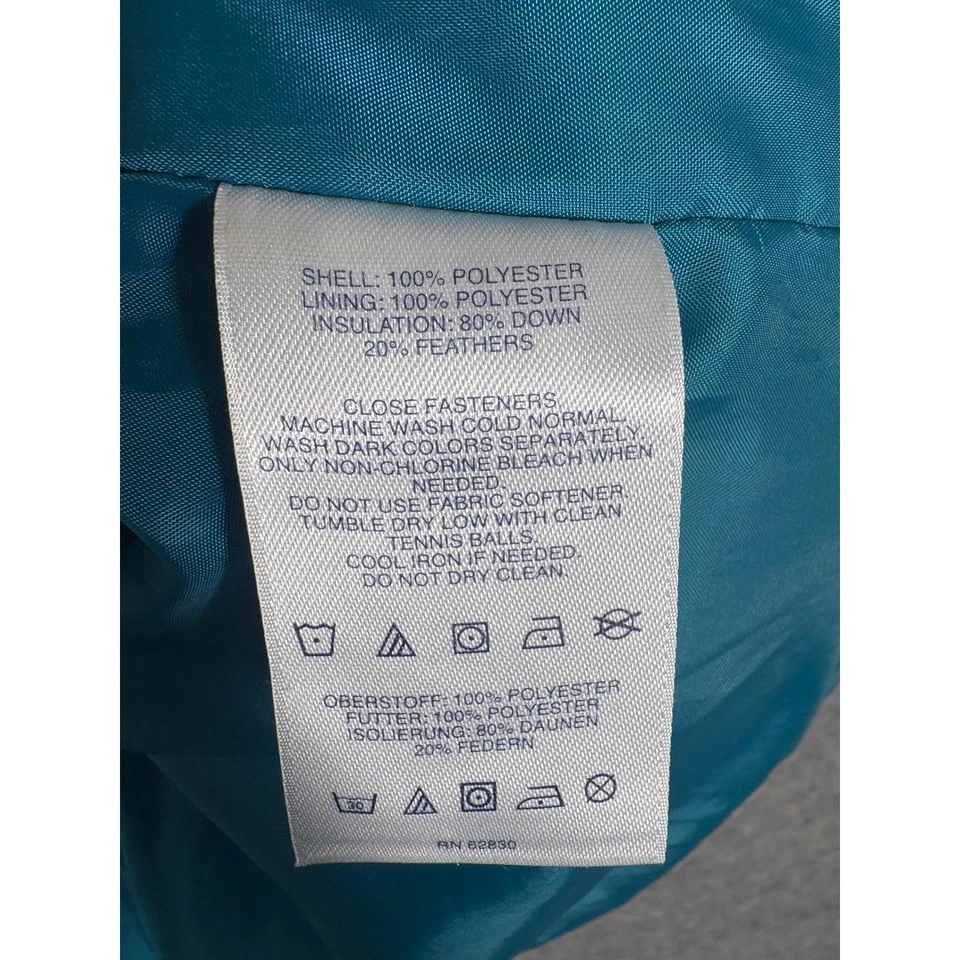 SHELL: 100% POLYESTER
LINING: 100% POLYESTER
INSULATION: 80% DOWN
20% FEATHERS
CLOSE FASTENERS.
MACHINE WASH COLD NORMAL.
WASH DARK COLORS SEPARATELY.
ONLY NON-CHLORINE BLEACH WHEN
NEEDED.
DO NOT USE FABRIC SOFTENER.
TUMBLE DRY LOW WITH CLEAN
TENNIS BALLS.
COOL IRON IF NEEDED.
DO NOT DRY CLEAN.
OBERSTOFF: 100% POLYESTER
FUTTER: 100% POLYESTER
ISOLIERUNG: 80% DAUNEN
20% FEDERN
30
RN 62830